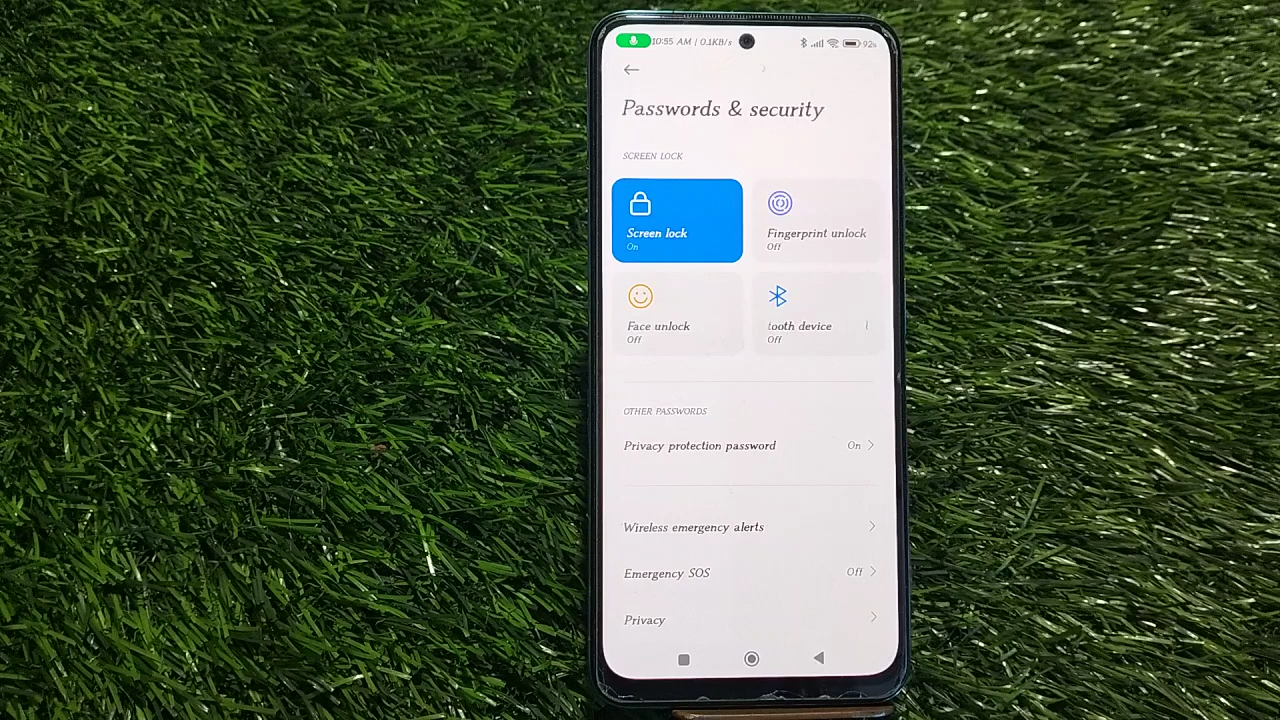 10:55 AM | 0.1KB/s 92%
Passwords & security
SCREEN LOCK
Screen lock
On
Fingerprint unlock
Off
Face unlock
Off
tooth device
Off
OTHER PASSWORDS
Privacy protection password On
Wireless emergency alerts
Emergency SOS Off
Privacy